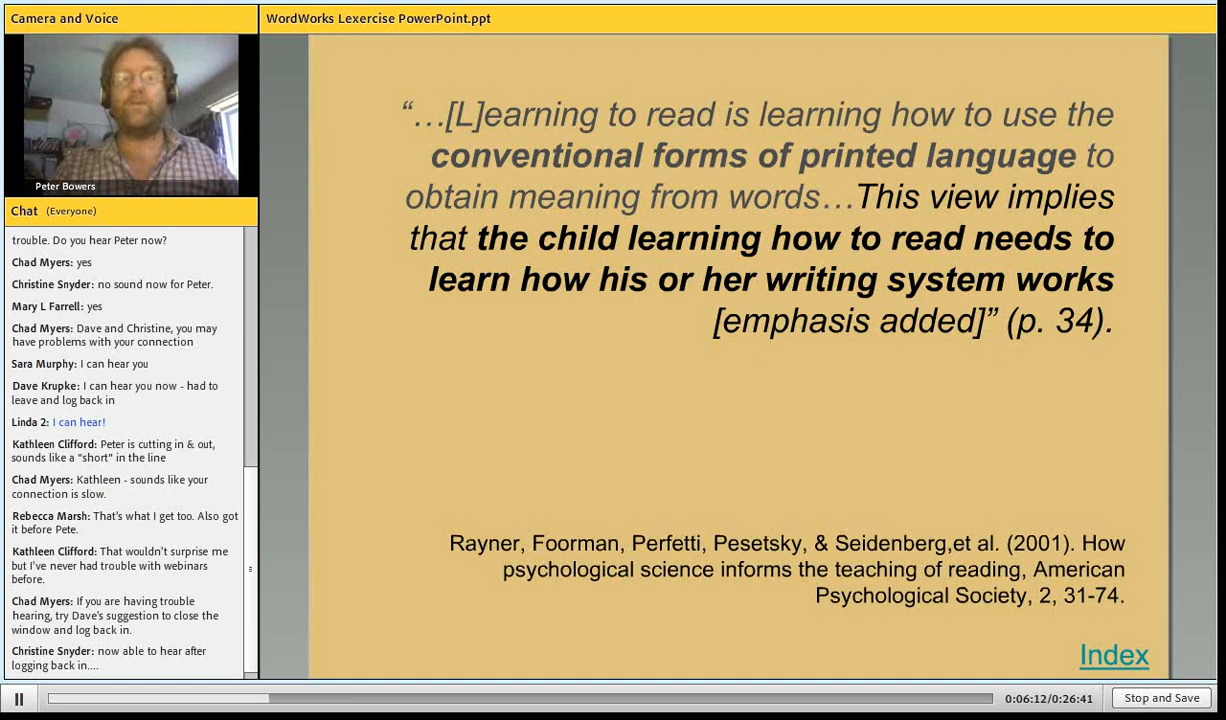 Camera and Voice
WordWorks Lexercise PowerPoint.ppt
Peter Bowers
Chat (Everyone)
trouble. Do you hear Peter now?
Chad Myers: yes
Christine Snyder: no sound now for Peter.
Mary L Farrell: yes
Chad Myers: Dave and Christine, you may
have problems with your connection
Sara Murphy: I can hear you
Dave Krupke: I can hear you now - had to
leave and log back in
Linda 2: I can hear!
Kathleen Clifford: Peter is cutting in & out,
sounds like a "short" in the line
Chad Myers: Kathleen - sounds like your
connection is slow.
Rebecca Marsh: That's what I get too. Also got
it before Pete.
Kathleen Clifford: That wouldn't surprise me
but I've never had trouble with webinars
before.
Chad Myers: If you are having trouble
hearing, try Dave's suggestion to close the
window and log back in.
Christine Snyder: now able to hear after
logging back in....
“…[L]earning to read is learning how to use the
conventional forms of printed language to
obtain meaning from words…This view implies
that the child learning how to read needs to
learn how his or her writing system works
[emphasis added]” (p. 34).
Rayner, Foorman, Perfetti, Pesetsky, & Seidenberg,et al. (2001). How
psychological science informs the teaching of reading, American
Psychological Society, 2, 31-74.
Index
0:06:12/0:26:41
Stop and Save